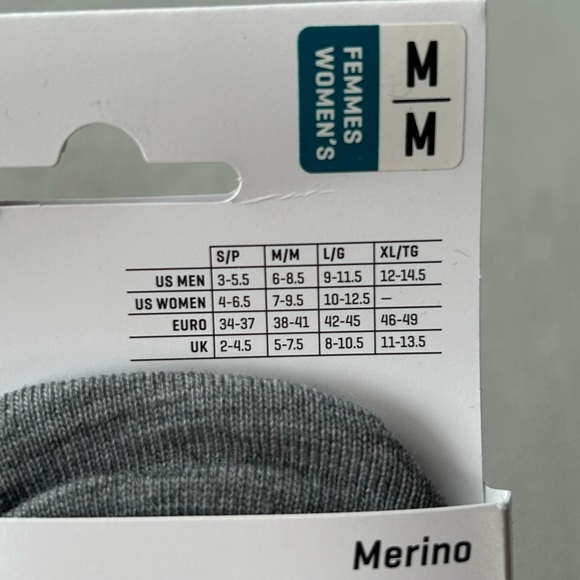 FEMMES
WOMEN'S
M
M
S/P M/M L/G XL/TG
US MEN 3-5.5 6-8.5 9-11.5 12-14.5
US WOMEN 4-6.5 7-9.5 10-12.5 —
EURO 34-37 38-41 42-45 46-49
UK 2-4.5 5-7.5 8-10.5 11-13.5
Merino